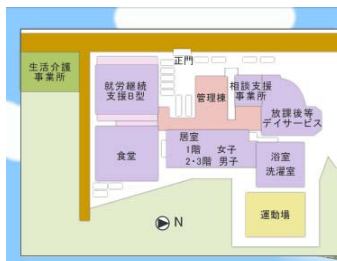 正門
生活介護
事業所
就労継続
支援B型
管理棟
相談支援
事業所
放課後等
デイサービス
食堂
居室
1階 女子
2・3階 男子
浴室
洗濯室
運動場
N